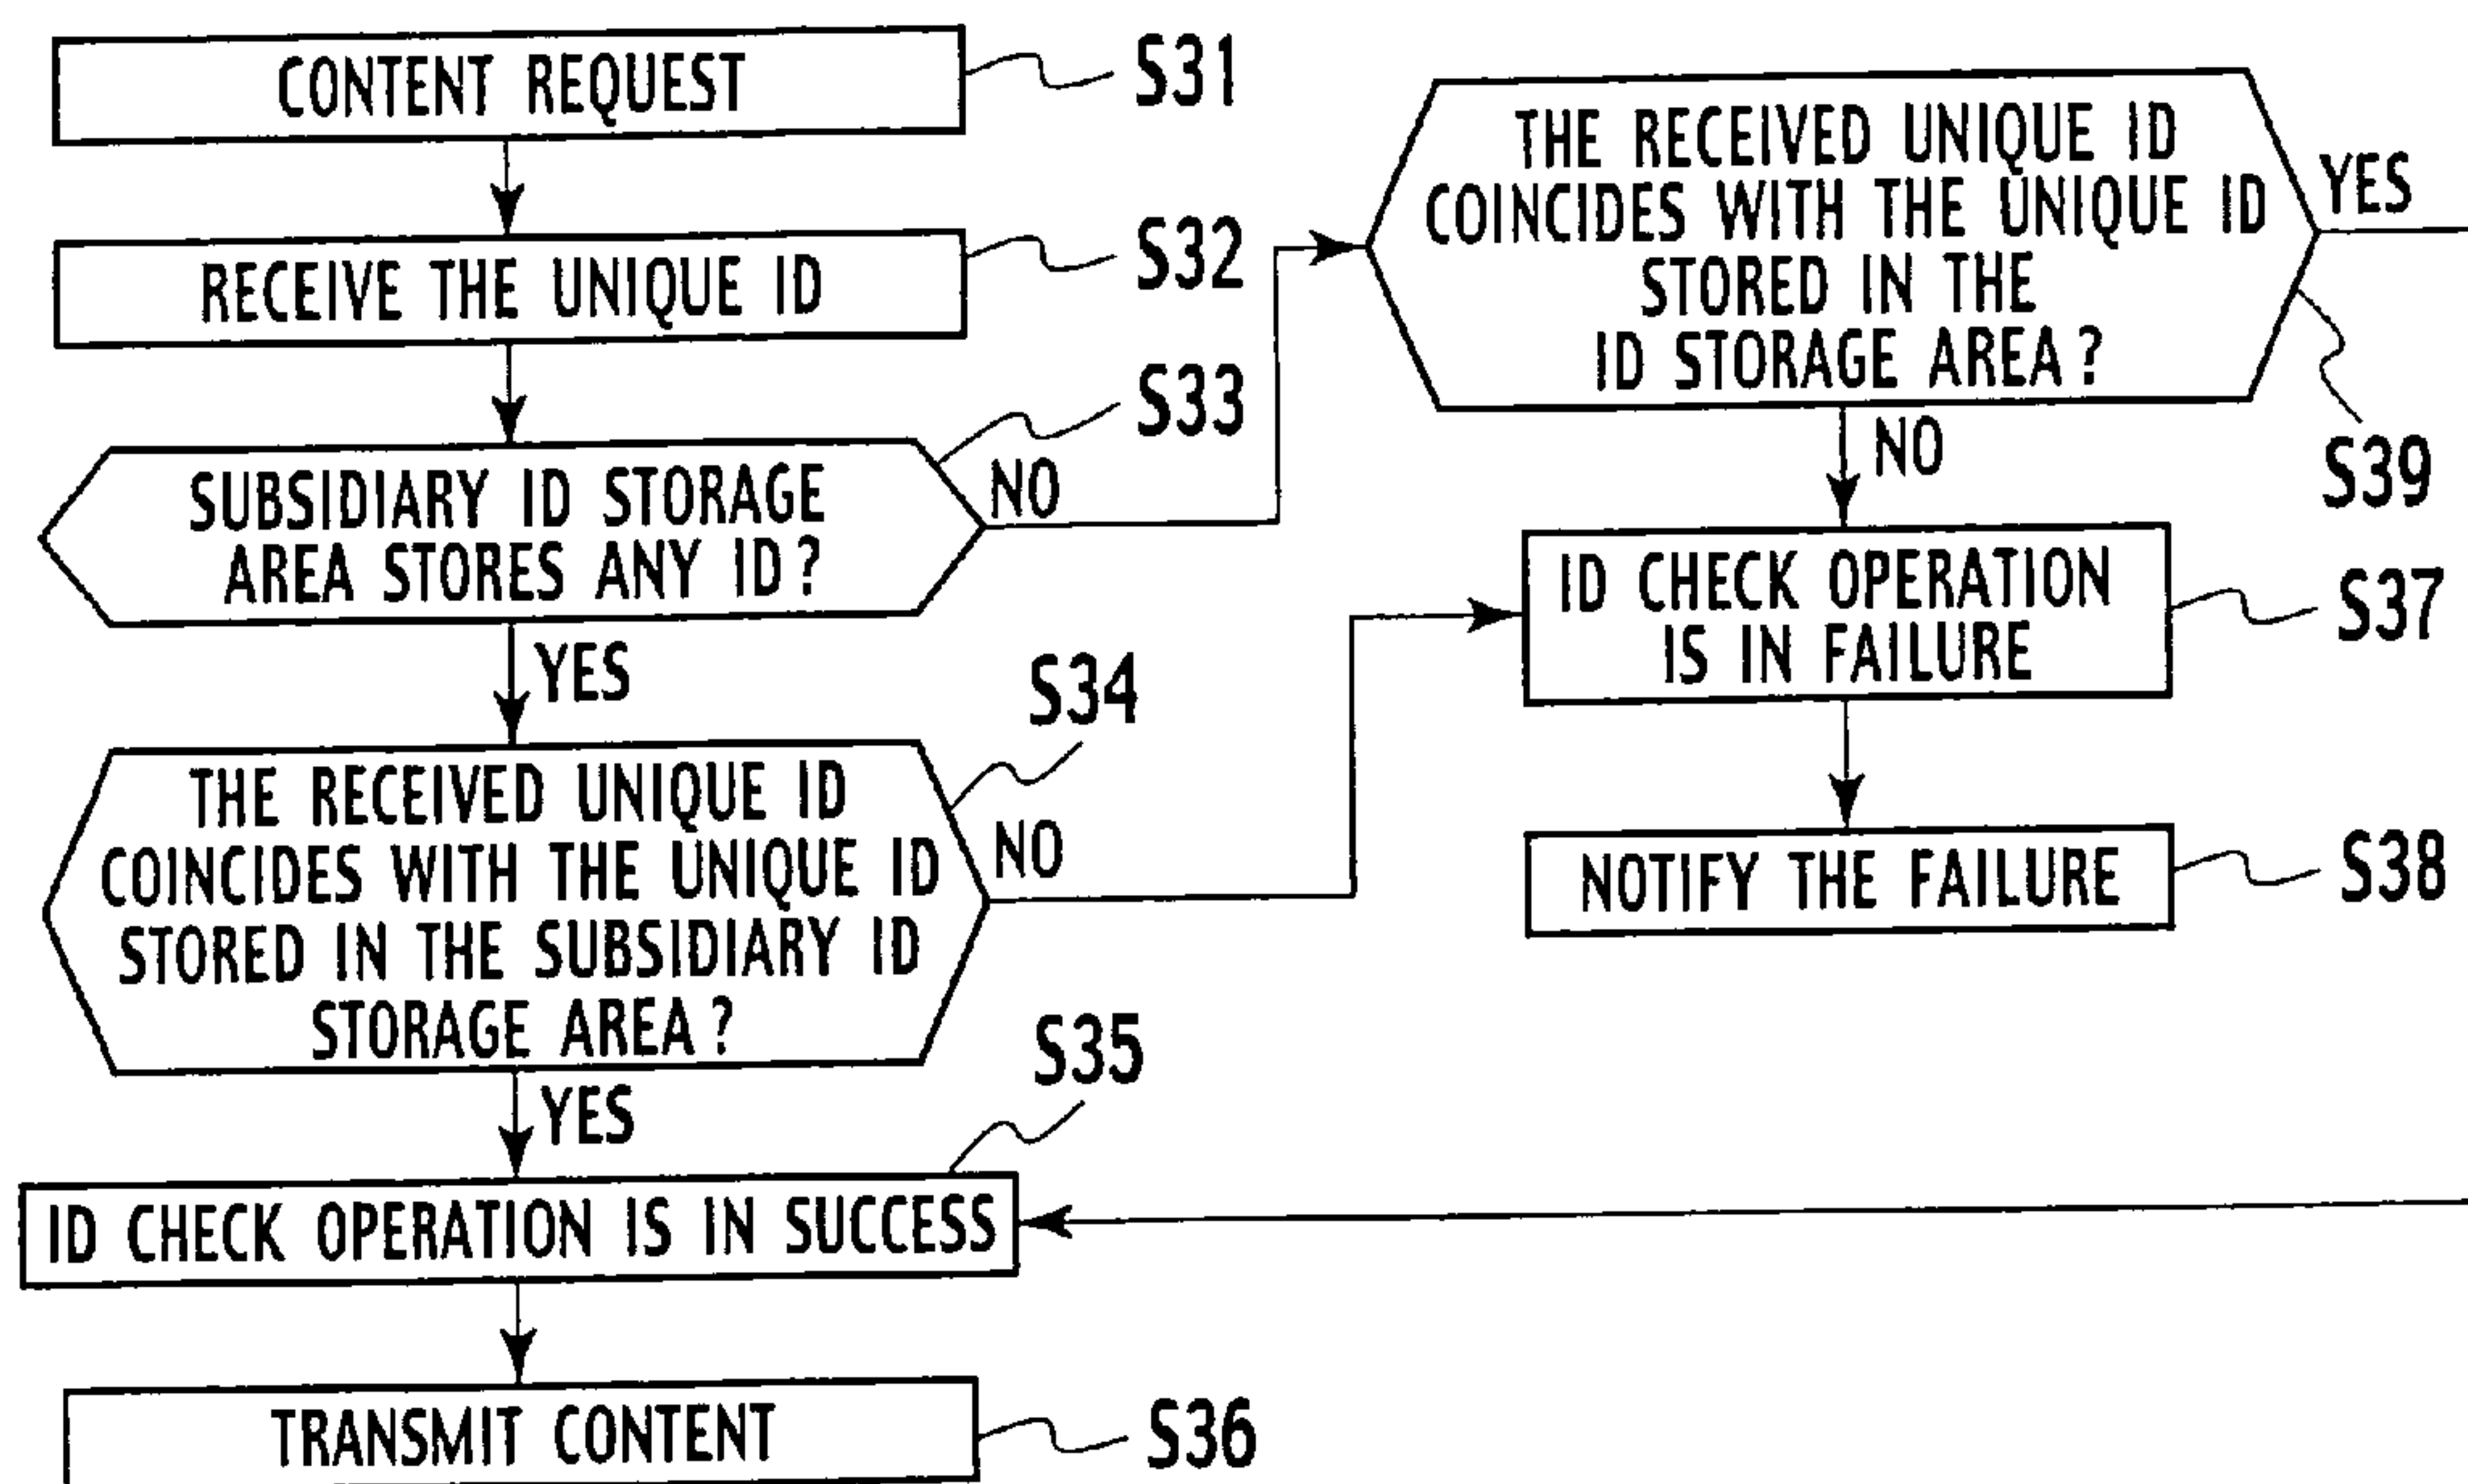 CONTENT REQUEST
S31
RECEIVE THE UNIQUE ID
S32
SUBSIDIARY ID STORAGE
AREA STORES ANY ID?
S33
NO
YES
THE RECEIVED UNIQUE ID
COINCIDES WITH THE UNIQUE ID
STORED IN THE SUBSIDIARY ID
STORAGE AREA?
S34
NO
YES
ID CHECK OPERATION IS IN SUCCESS
S35
TRANSMIT CONTENT
S36
THE RECEIVED UNIQUE ID
COINCIDES WITH THE UNIQUE ID
STORED IN THE
ID STORAGE AREA?
YES
S39
NO
ID CHECK OPERATION
IS IN FAILURE
S37
NOTIFY THE FAILURE
S38